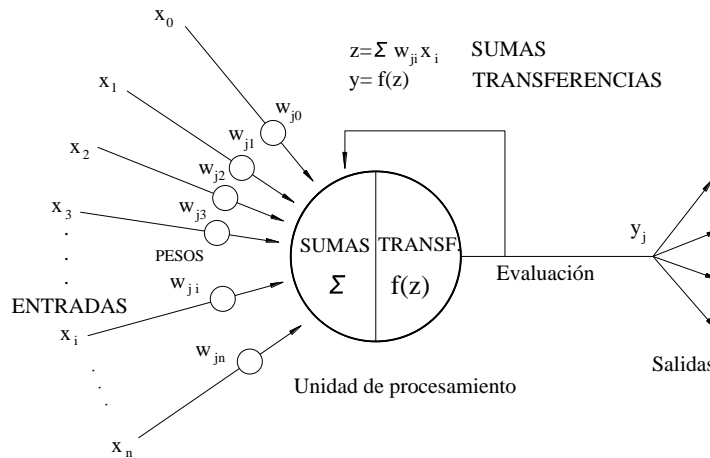 x0
z=Σ wji xi SUMAS
y= f(z) TRANSFERENCIAS
x1
wj0
wj1
x2
wj2
x3
wj3
PESOS
SUMAS TRANSF.
Σ f(z)
yj
Evaluación
wji
ENTRADAS
xi
wjn
Unidad de procesamiento
Salidas
xn